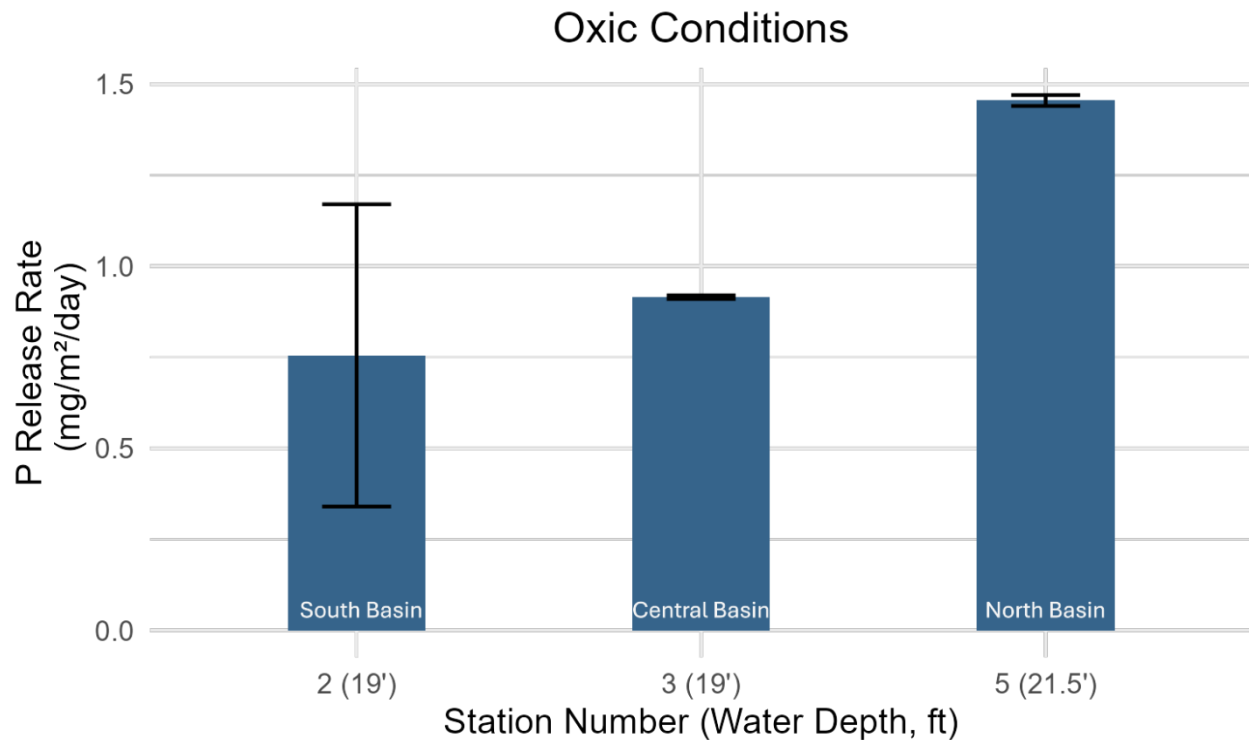 Oxic Conditions
P Release Rate
(mg/m²/day)
1.5
1.0
0.5
0.0
South Basin
Central Basin
North Basin
2 (19')
3 (19')
5 (21.5')
Station Number (Water Depth, ft)